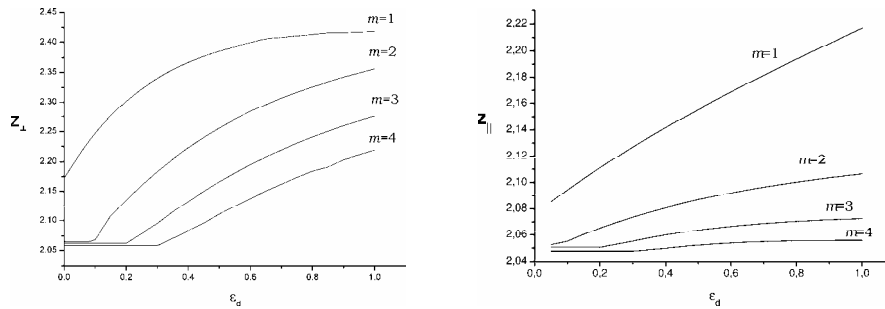 2.45
2.40
2.35
2.30
2.25
2.20
2.15
2.10
2.05
Z⊥
m=1
m=2
m=3
m=4
0.0 0.2 0.4 0.6 0.8 1.0
εd
2,22
2,20
2,18
2,16
2,14
2,12
2,10
2,08
2,06
2,04
Z||
m=1
m=2
m=3
m=4
0,0 0,2 0,4 0,6 0,8 1,0
εd